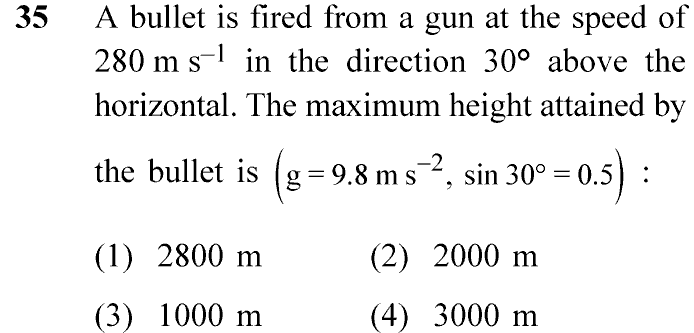 35 A bullet is fired from a gun at the speed of
280 m s⁻¹ in the direction 30° above the
horizontal. The maximum height attained by
the bullet is (g = 9.8 m s⁻², sin 30° = 0.5) :
(1) 2800 m (2) 2000 m
(3) 1000 m (4) 3000 m